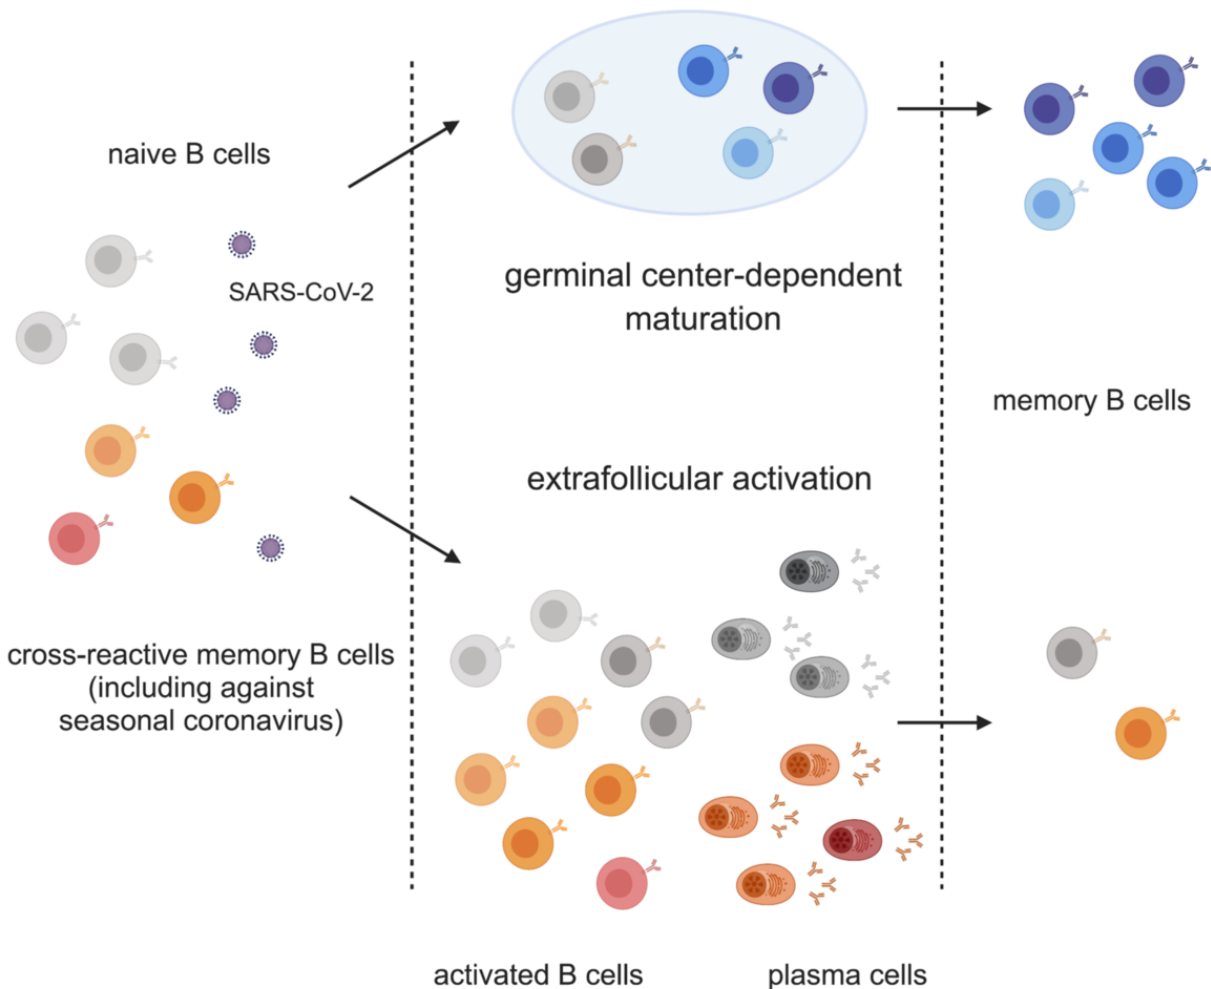 naive B cells
SARS-CoV-2
germinal center-dependent
maturation
memory B cells
extrafollicular activation
cross-reactive memory B cells
(including against
seasonal coronavirus)
activated B cells
plasma cells